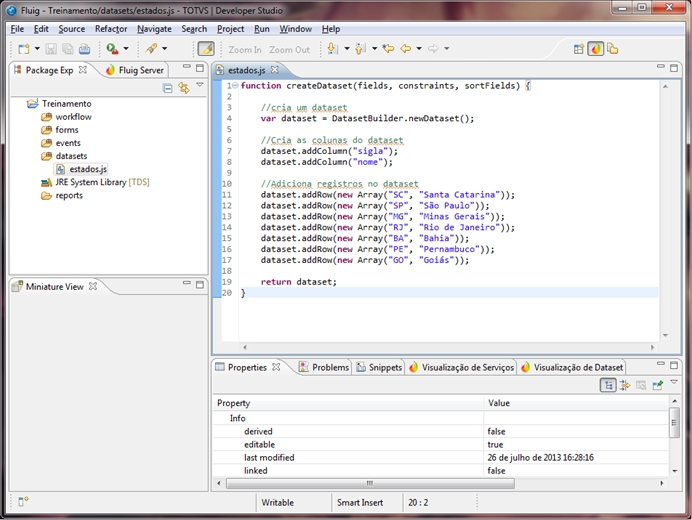 Fluig - Treinamento/datasets/estados.js - TOTVS | Developer Studio
File Edit Source Refactor Navigate Search Project Run Window Help
Zoom In Zoom Out
Package Exp
Fluig Server
Treinamento
workflow
forms
events
datasets
estados.js
JRE System Library [TDS]
reports
Miniature View
estados.js
1 function createDataset(fields, constraints, sortFields) {
2
3 //cria um dataset
4 var dataset = DatasetBuilder.newDataset();
5
6 //Cria as colunas do dataset
7 dataset.addColumn("sigla");
8 dataset.addColumn("nome");
9
10 //Adiciona registros no dataset
11 dataset.addRow(new Array("SC", "Santa Catarina"));
12 dataset.addRow(new Array("SP", "São Paulo"));
13 dataset.addRow(new Array("MG", "Minas Gerais"));
14 dataset.addRow(new Array("RJ", "Rio de Janeiro"));
15 dataset.addRow(new Array("BA", "Bahia"));
16 dataset.addRow(new Array("PE", "Pernambuco"));
17 dataset.addRow(new Array("GO", "Goiás"));
18
19 return dataset;
20 }
Properties Problems Snippets Visualização de Serviços Visualização de Dataset
Property Value
Info
derived false
editable true
last modified 26 de julho de 2013 16:28:16
linked false
Writable Smart Insert 20 : 2